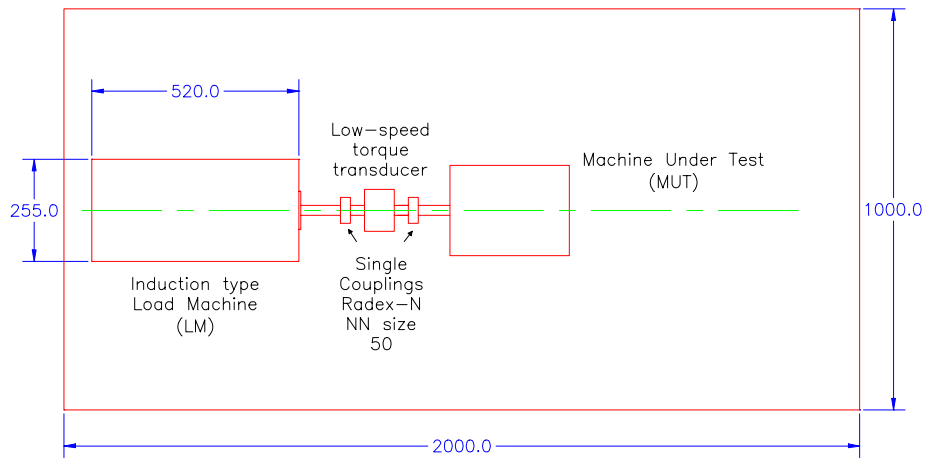 520.0
Low-speed
torque
transducer
Machine Under Test
(MUT)
255.0
1000.0
Induction type
Load Machine
(LM)
Single
Couplings
Radex-N
NN size
50
2000.0